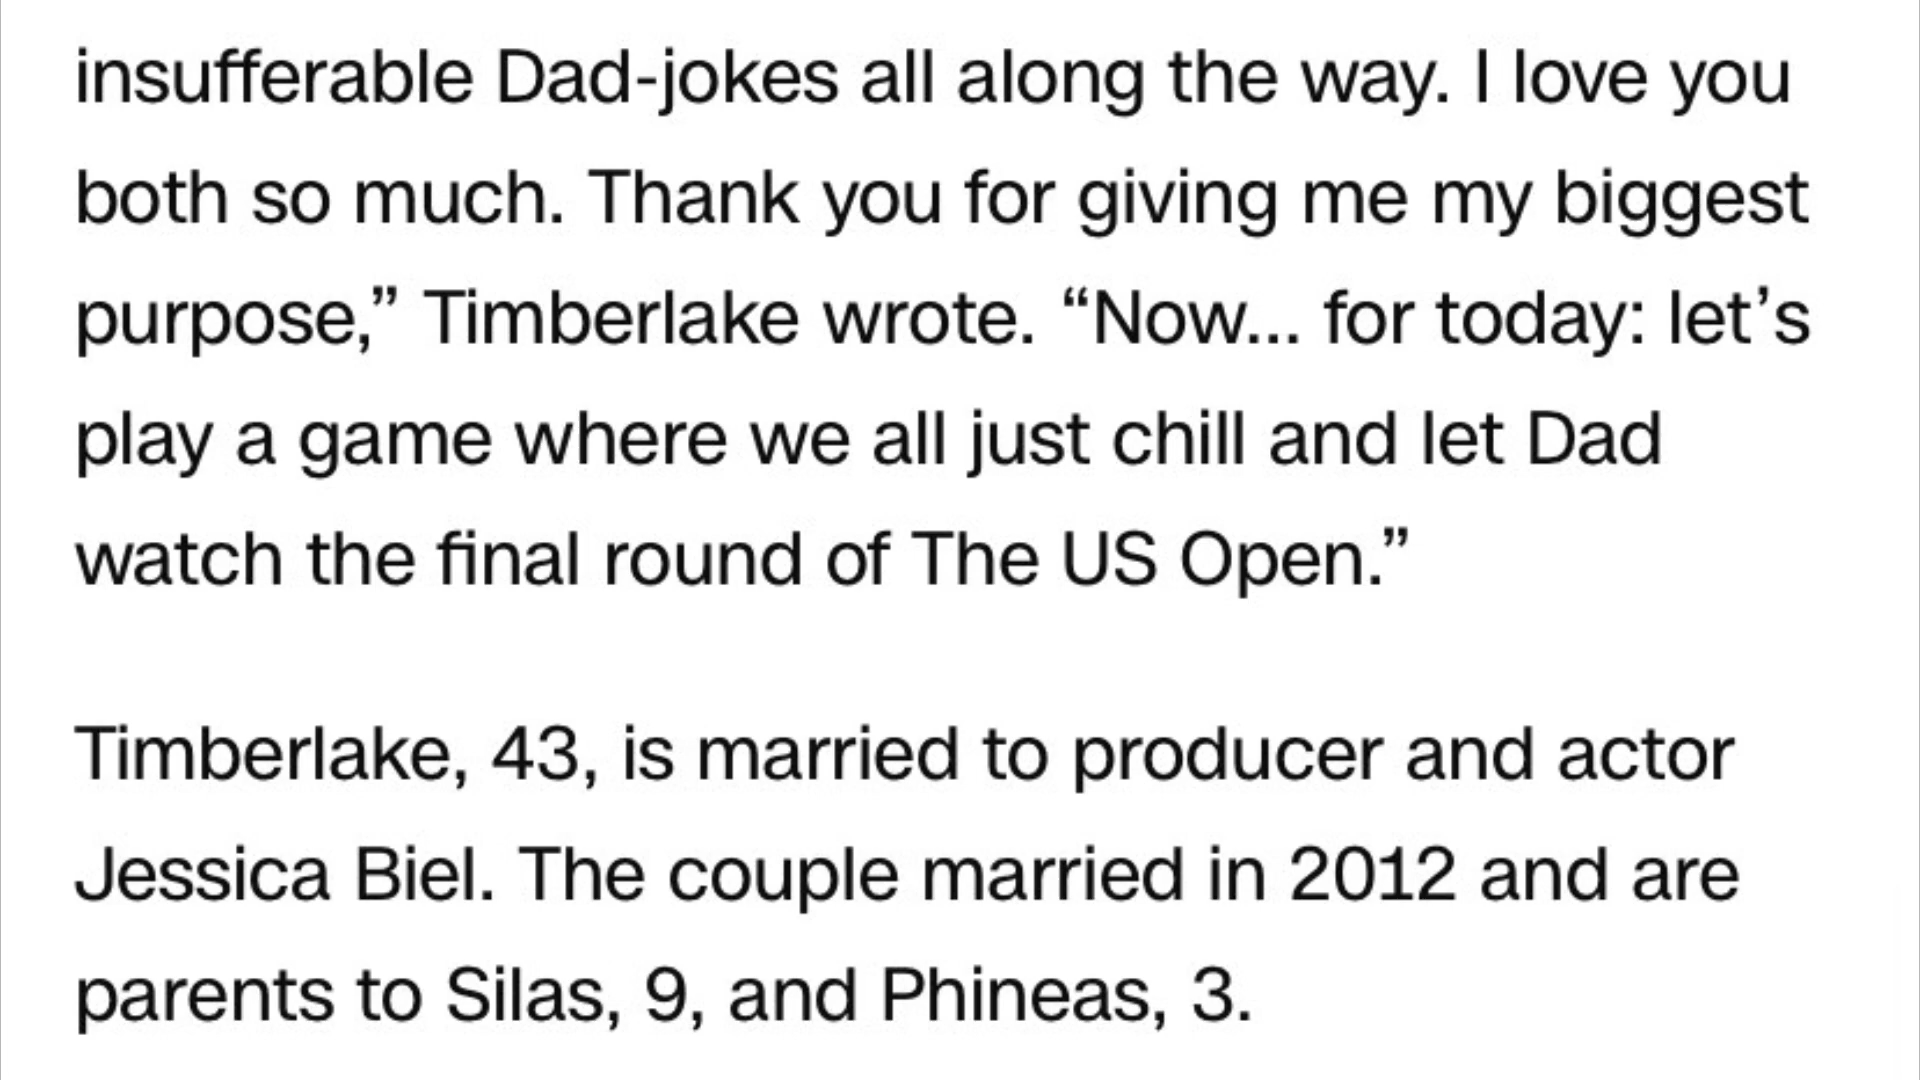 insufferable Dad-jokes all along the way. I love you
both so much. Thank you for giving me my biggest
purpose,” Timberlake wrote. “Now... for today: let’s
play a game where we all just chill and let Dad
watch the final round of The US Open.”
Timberlake, 43, is married to producer and actor
Jessica Biel. The couple married in 2012 and are
parents to Silas, 9, and Phineas, 3.